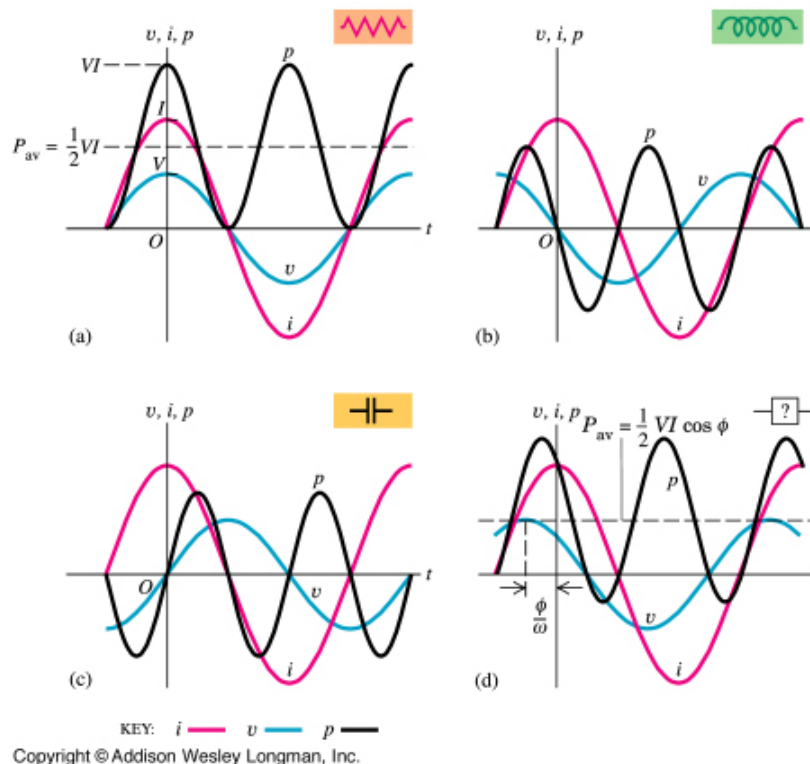 v, i, p
VI
p
I
P_av = 1/2 VI
V
O
t
v
i
(a)
v, i, p
p
v
O
t
i
(b)
v, i, p
p
O
t
v
i
(c)
v, i, p
P_av = 1/2 VI cos ϕ
?
p
t
ϕ/ω
v
i
(d)
KEY: i v p
Copyright © Addison Wesley Longman, Inc.